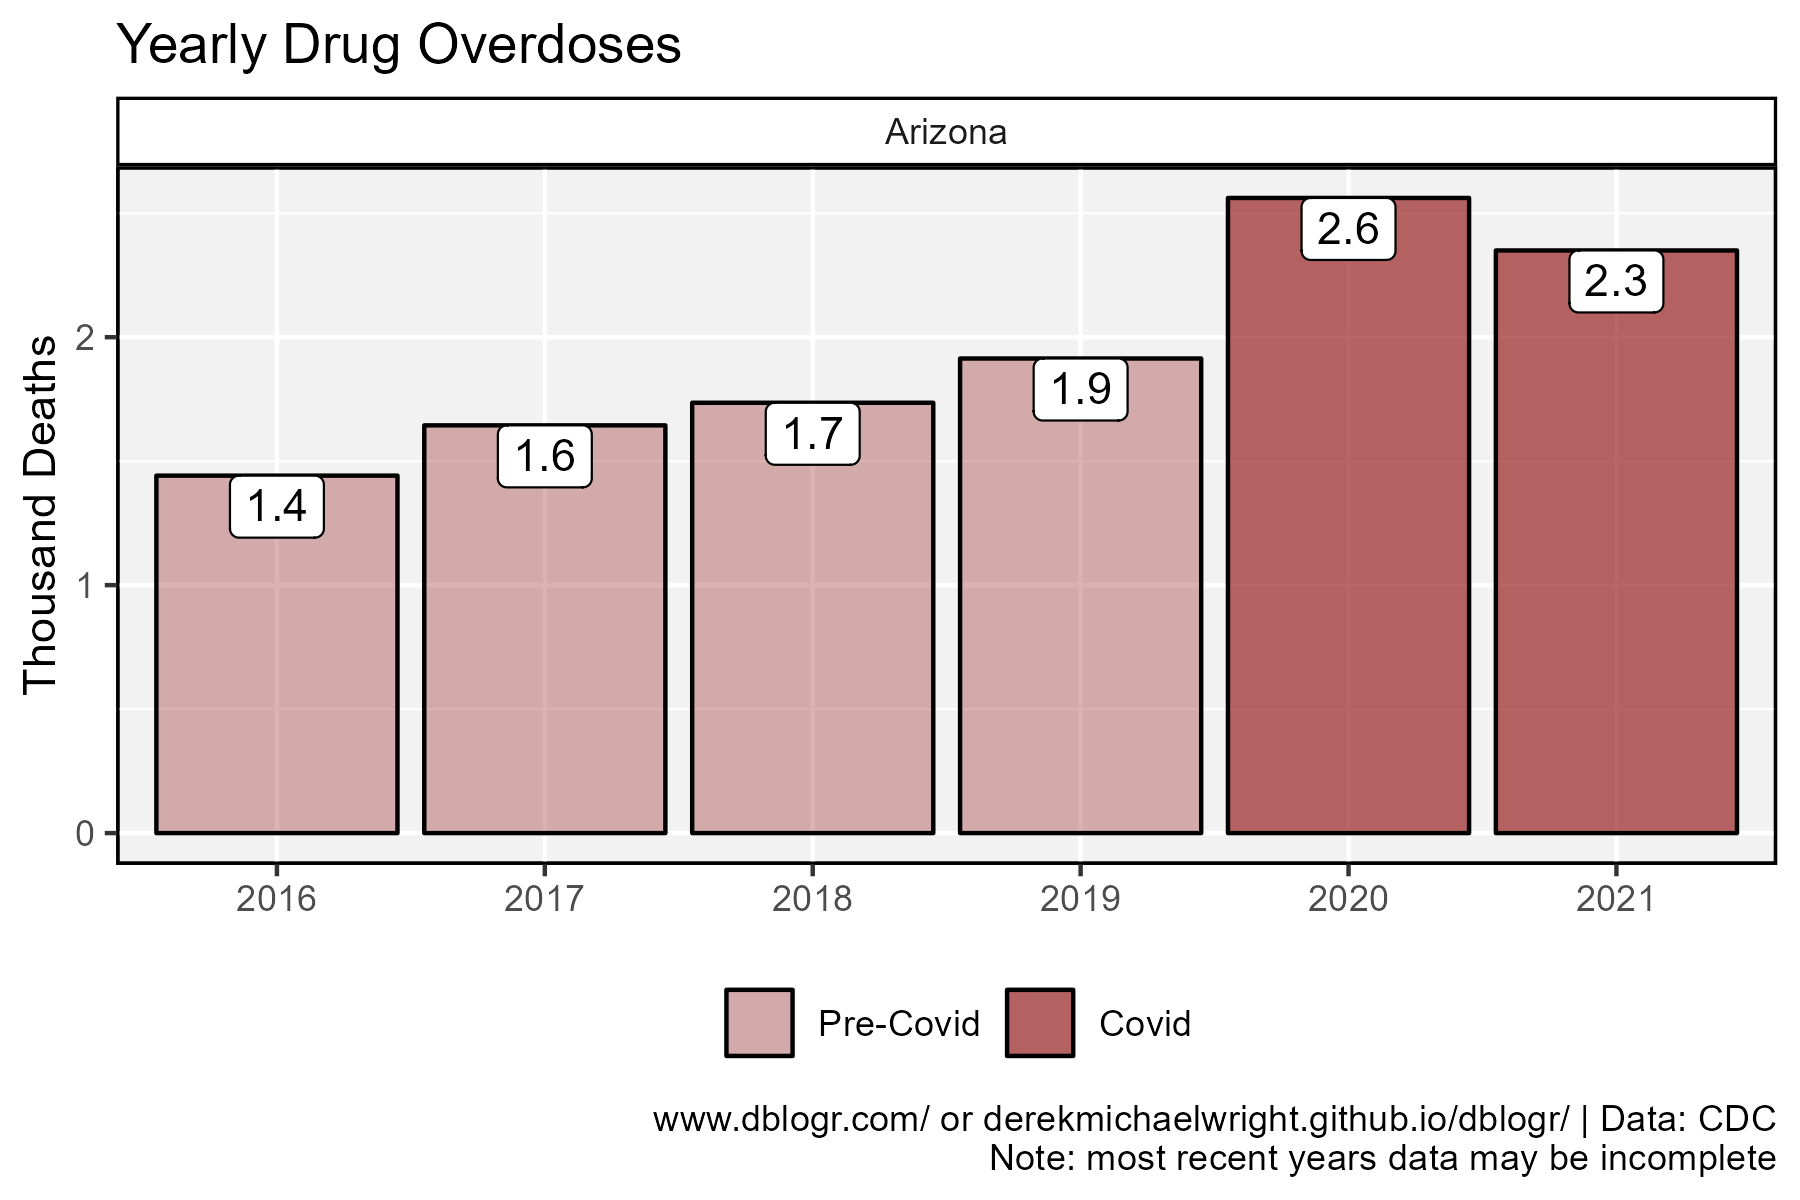 Yearly Drug Overdoses
Arizona
Thousand Deaths
2
1
0
1.4
1.6
1.7
1.9
2.6
2.3
2016
2017
2018
2019
2020
2021
Pre-Covid
Covid
www.dblogr.com/ or derekmichaelwright.github.io/dblogr/ | Data: CDC
Note: most recent years data may be incomplete